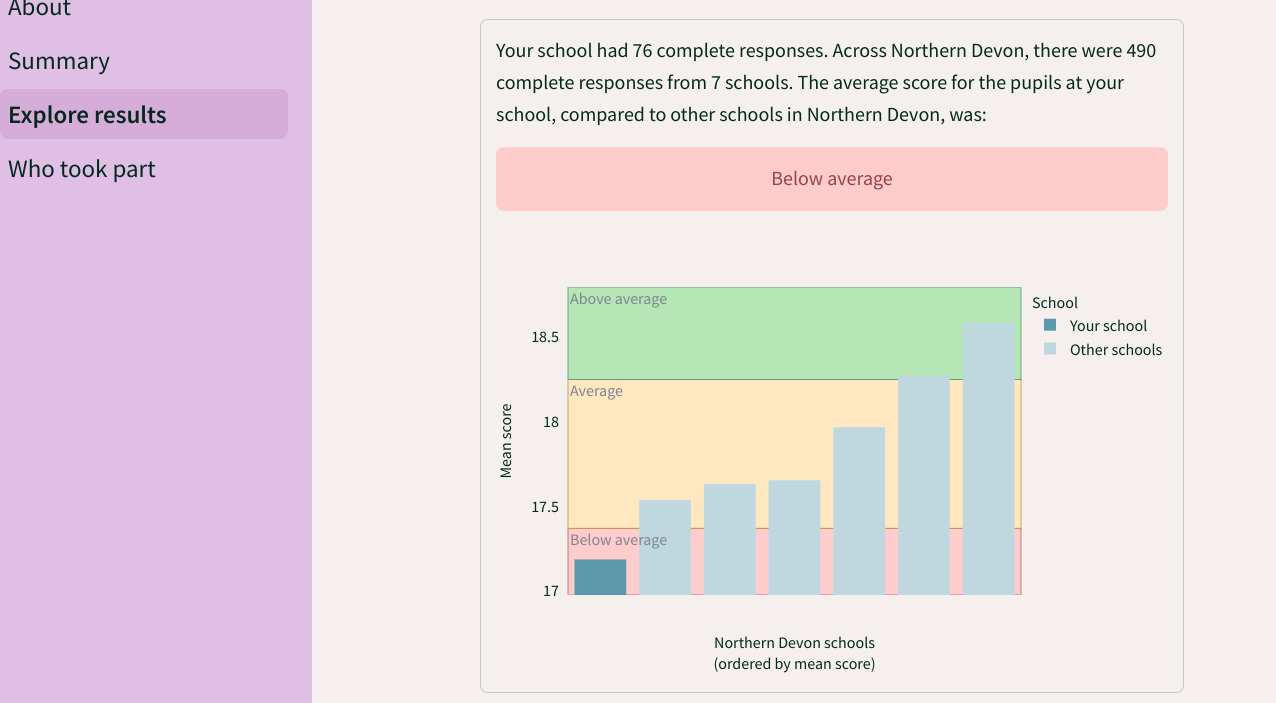 About
Summary
Explore results
Who took part
Your school had 76 complete responses. Across Northern Devon, there were 490
complete responses from 7 schools. The average score for the pupils at your
school, compared to other schools in Northern Devon, was:
Below average
Above average
Average
Below average
18.5
18
17.5
17
Mean score
Northern Devon schools
(ordered by mean score)
School
Your school
Other schools